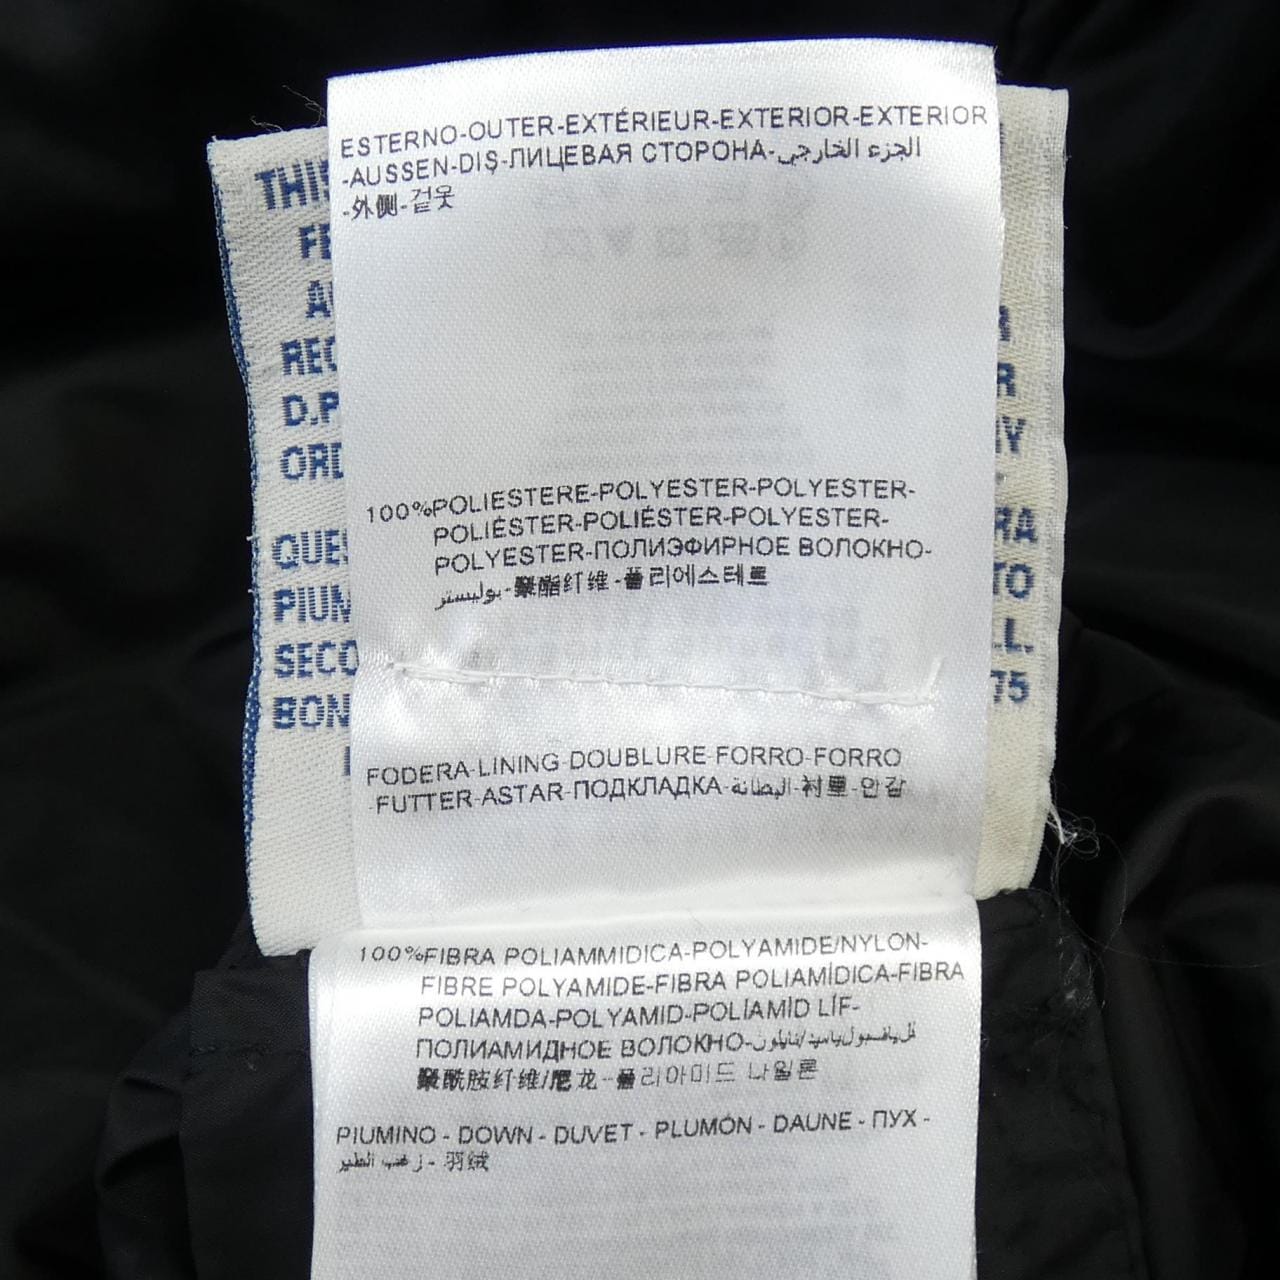 ESTERNO-OUTER-EXTÉRIEUR-EXTERIOR-EXTERIOR
-AUSSEN-DIŞ-ЛИЦЕВАЯ СТОРОНА-الجزء الخارجي
-外侧-겉옷
100%POLIESTERE-POLYESTER-POLYESTER-
POLIÉSTER-POLIÉSTER-POLYESTER-
POLYESTER-ПОЛИЭФИРНОЕ ВОЛОКНО-
بوليستر-聚酯纤维-폴리에스테르
FODERA-LINING-DOUBLURE-FORRO-FORRO
-FUTTER-ASTAR-ПОДКЛАДКА-البطانة-衬里-안감
100%FIBRA POLIAMMIDICA-POLYAMIDE/NYLON-
FIBRE POLYAMIDE-FIBRA POLIAMÍDICA-FIBRA
POLIAMDA-POLYAMID-POLİAMİD LİF-
ПОЛИАМИДНОЕ ВОЛОКНО-
聚酰胺纤维/尼龙-폴리아미드 나일론
PIUMINO - DOWN - DUVET - PLUMÓN - DAUNE - ПУХ -
زغب الطير - 羽绒
THIS
REC
D.P
ORD
QUES
PIUM
SECO
BON
RA
TO
LL.
75